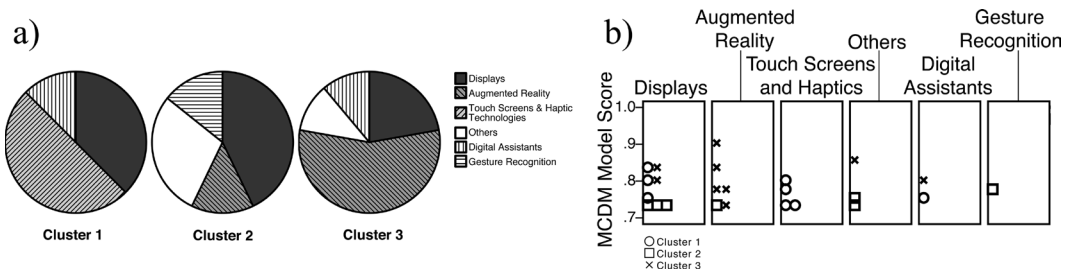 a)
Displays
Augmented Reality
Touch Screens & Haptic
Technologies
Others
Digital Assistants
Gesture Recognition
Cluster 1
Cluster 2
Cluster 3
b)
Augmented
Reality
Others
Gesture
Recognition
Displays
Touch Screens
and Haptics
Digital
Assistants
MCDM Model Score
1.0
.9
.8
.7
Cluster 1
Cluster 2
Cluster 3